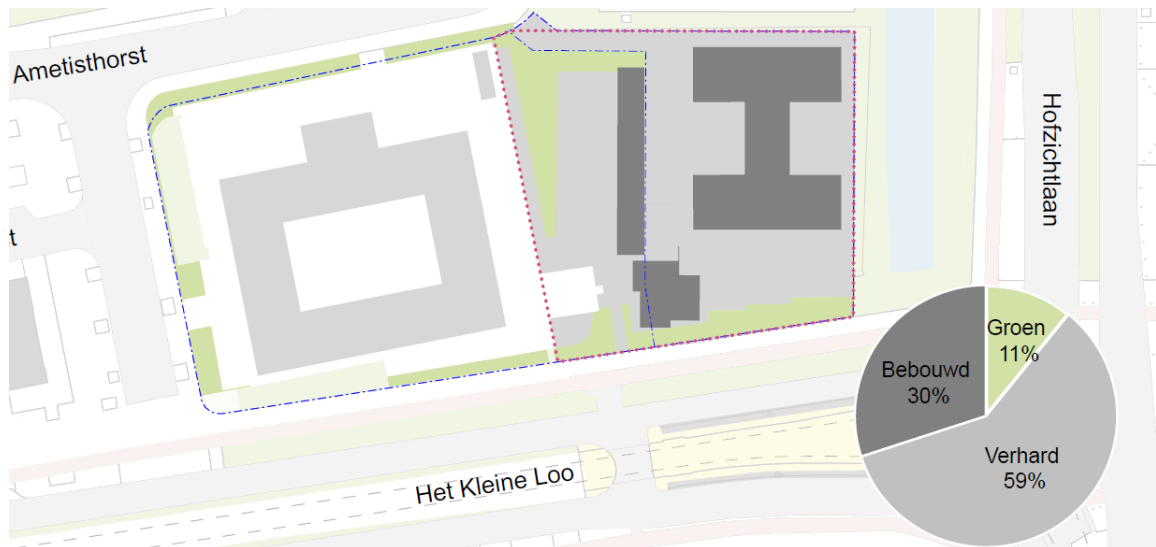 Ametisthorst
Hofzichtlaan
t
Groen
11%
Bebouwd
30%
Verhard
59%
Het Kleine Loo